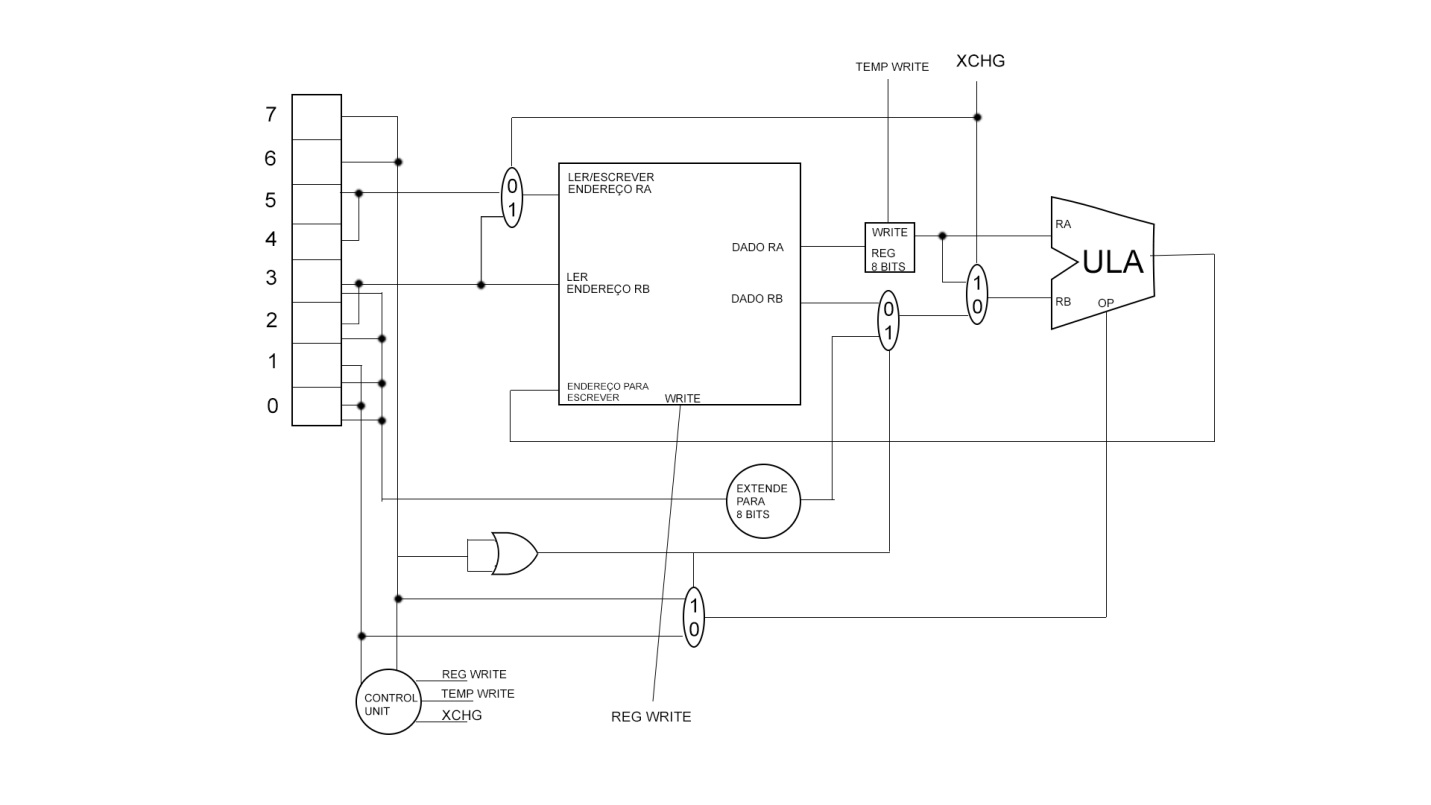 TEMP WRITE
XCHG
7
6
5
4
3
2
1
0
0
1
LER/ESCREVER
ENDEREÇO RA
LER
ENDEREÇO RB
DADO RA
DADO RB
ENDEREÇO PARA
ESCREVER
WRITE
WRITE
REG
8 BITS
0
1
1
0
RA
ULA
RB
OP
EXTENDE
PARA
8 BITS
1
0
CONTROL
UNIT
REG WRITE
TEMP WRITE
XCHG
REG WRITE